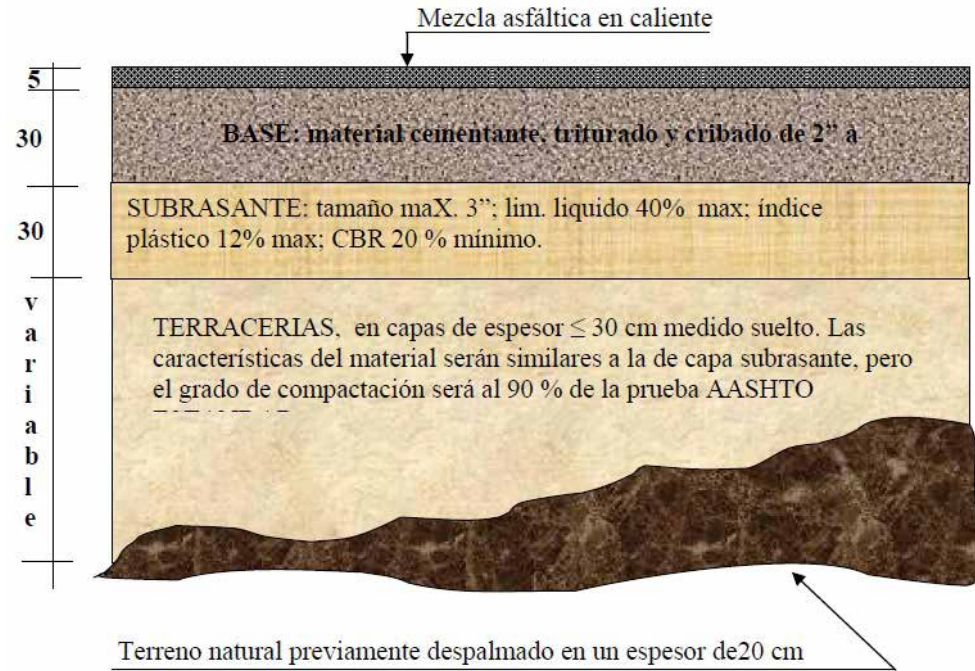 Mezcla asfáltica en caliente
5
BASE: material cementante, triturado y cribado de 2” a
30
SUBRASANTE: tamaño maX. 3”; lim. liquido 40% max; índice
plástico 12% max; CBR 20 % mínimo.
30
variable
TERRACERIAS, en capas de espesor ≤ 30 cm medido suelto. Las
características del material serán similares a la de capa subrasante, pero
el grado de compactación será al 90 % de la prueba AASHTO
Terreno natural previamente despalmado en un espesor de20 cm